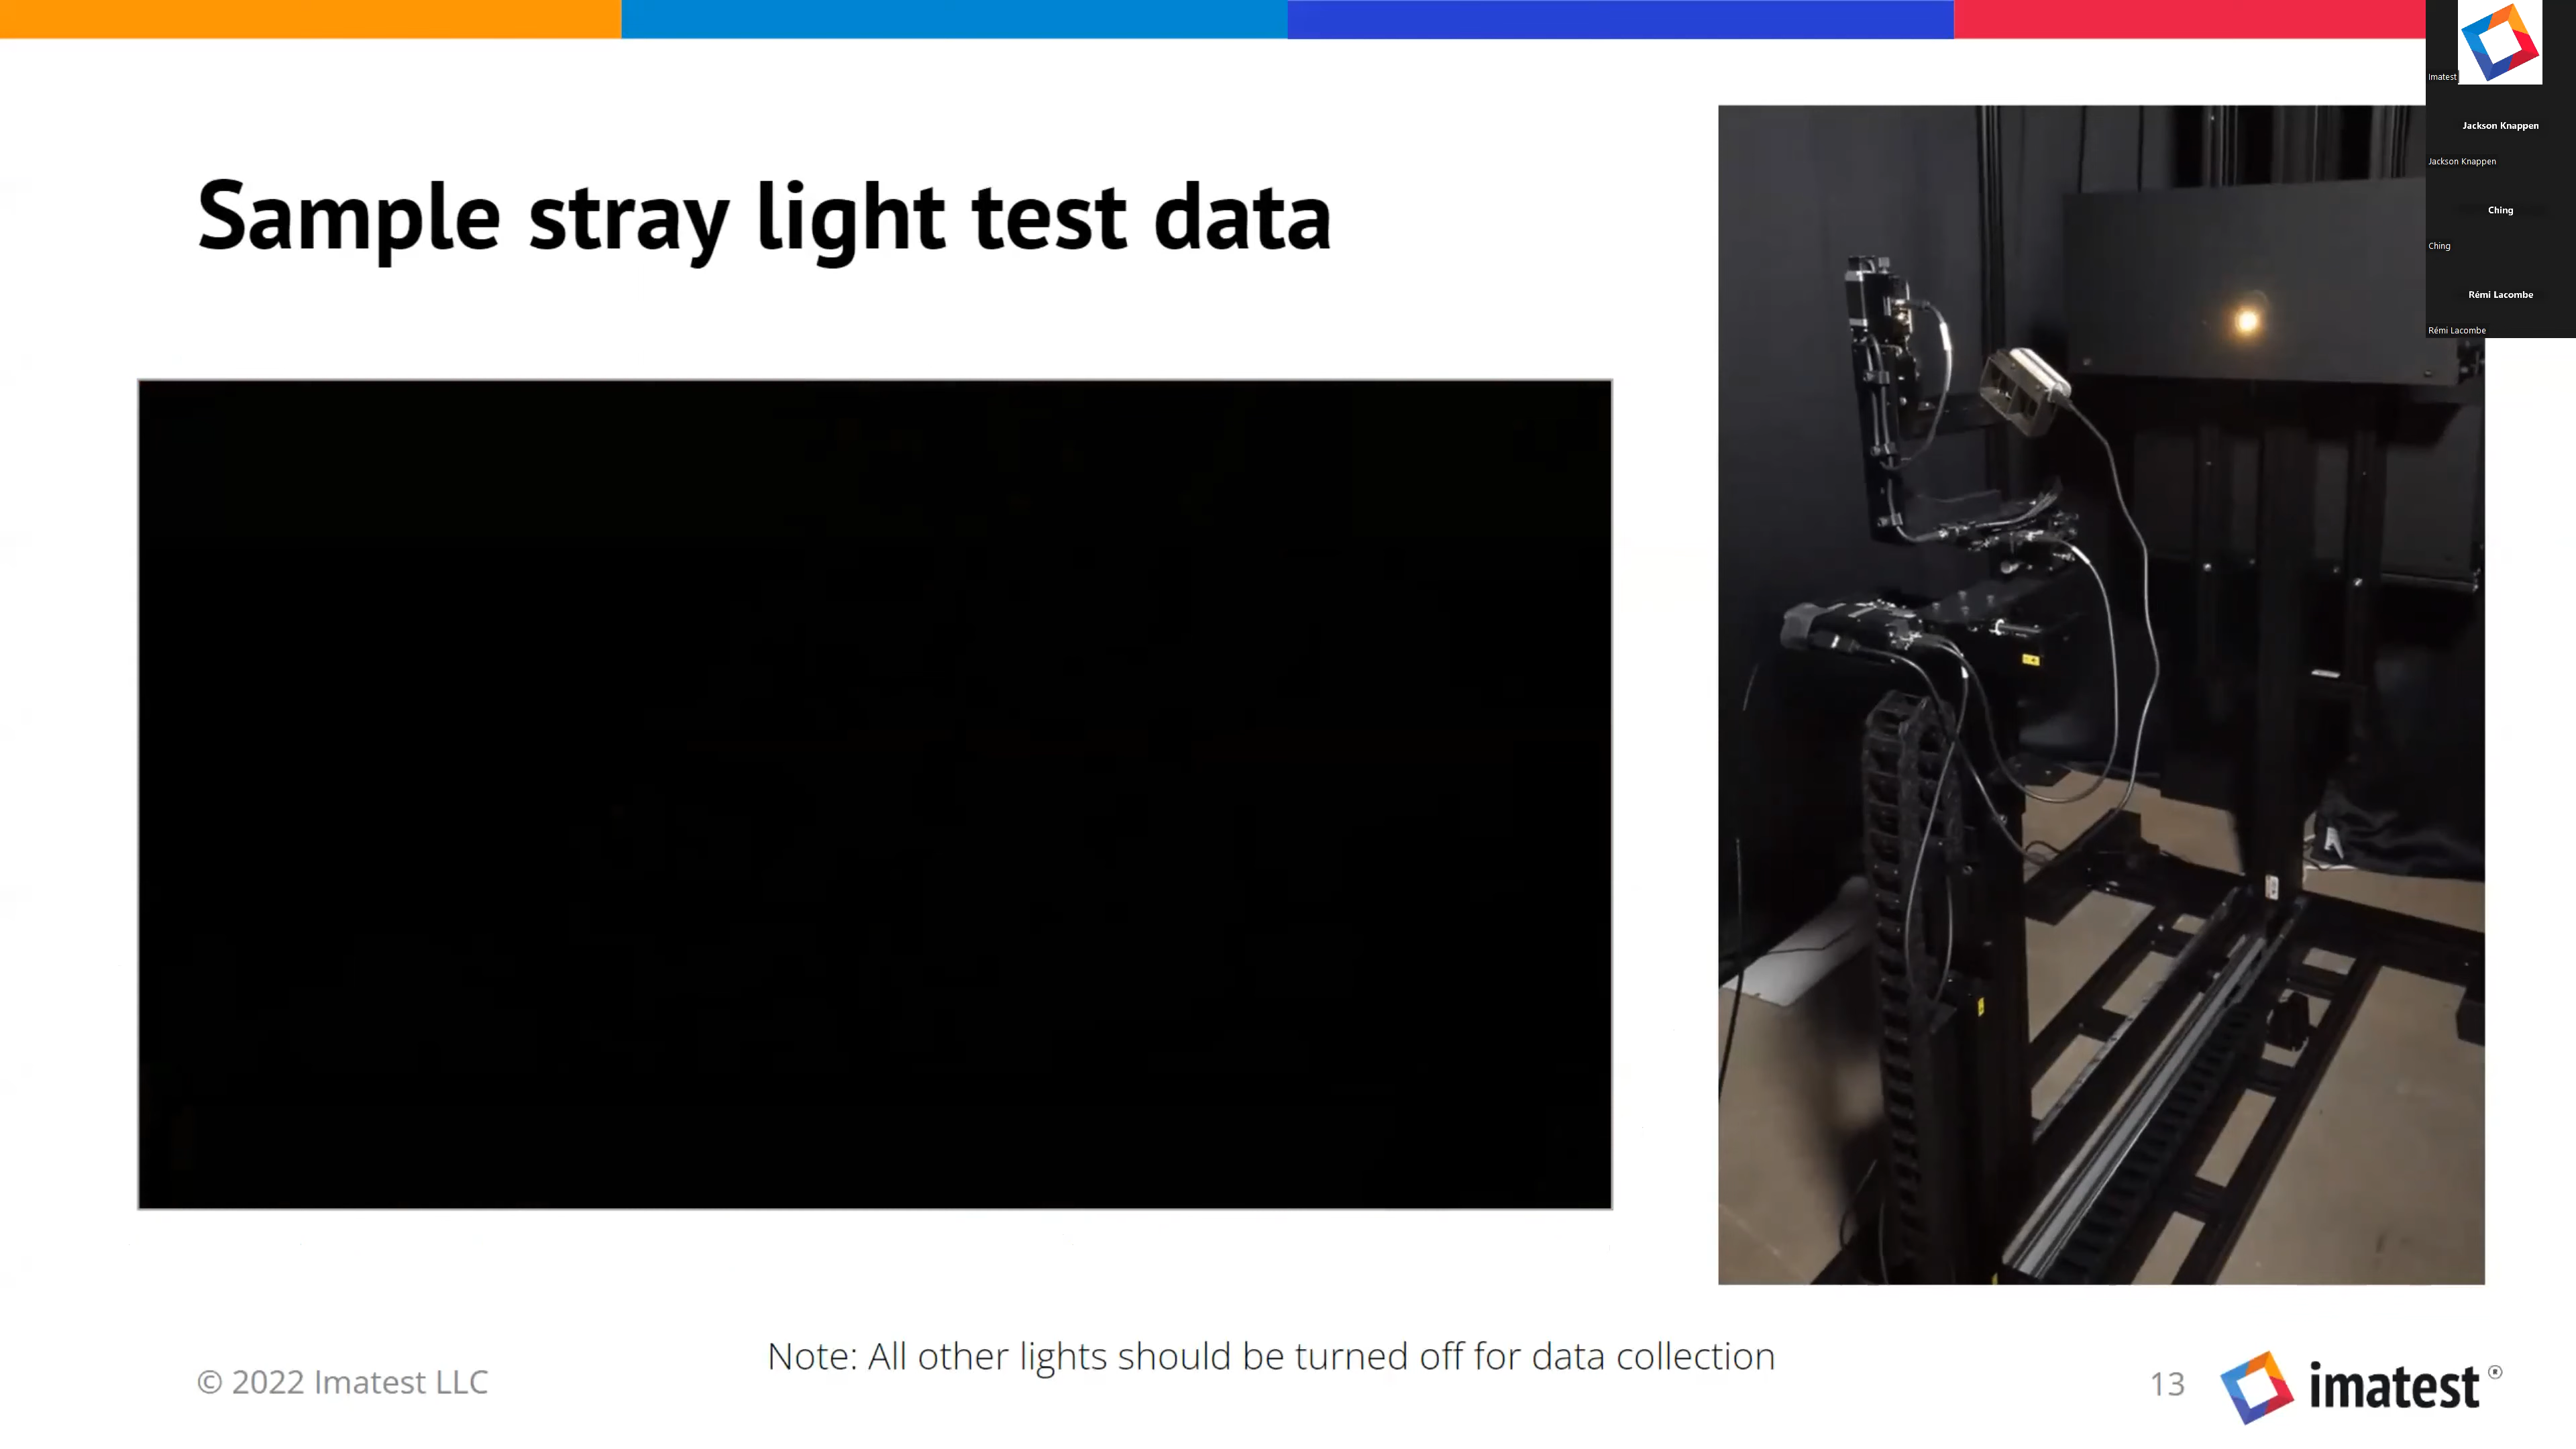 Imatest
Jackson Knappen
Jackson Knappen
Ching
Ching
Rémi Lacombe
Rémi Lacombe
Sample stray light test data
Note: All other lights should be turned off for data collection
© 2022 Imatest LLC
13
imatest®